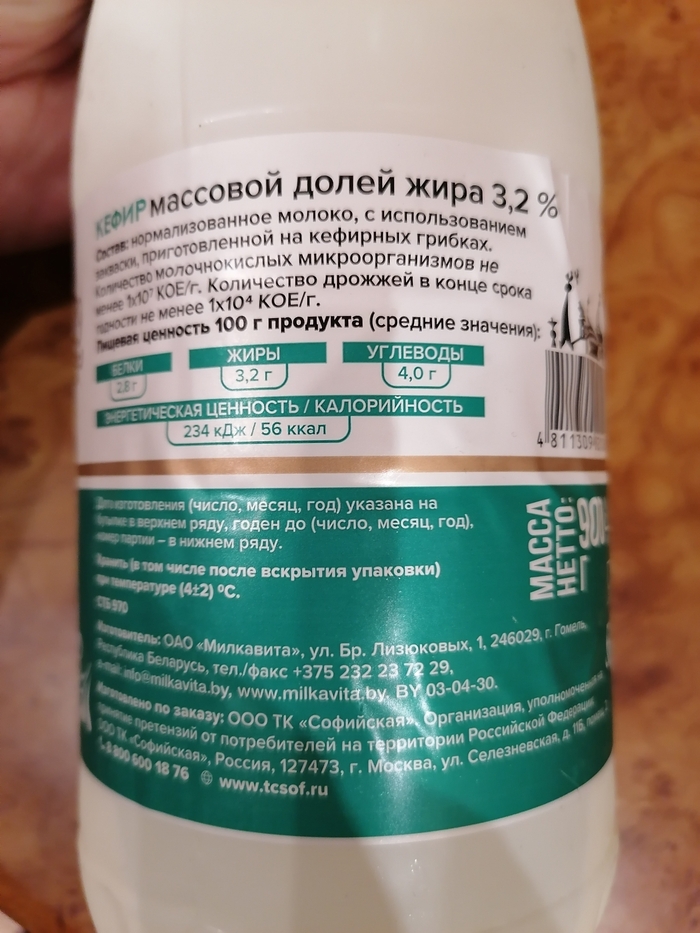 КЕФИР массовой долей жира 3,2 %
Состав: нормализованное молоко, с использованием
закваски, приготовленной на кефирных грибках.
Количество молочнокислых микроорганизмов не
менее 1х10⁷ КОЕ/г. Количество дрожжей в конце срока
годности не менее 1х10⁴ КОЕ/г.
Пищевая ценность 100 г продукта (средние значения):
БЕЛКИ ЖИРЫ УГЛЕВОДЫ
2,8 г 3,2 г 4,0 г
ЭНЕРГЕТИЧЕСКАЯ ЦЕННОСТЬ / КАЛОРИЙНОСТЬ
234 кДж / 56 ккал
4 811309
Дата изготовления (число, месяц, год) указана на
бутылке в верхнем ряду, годен до (число, месяц, год),
номер партии – в нижнем ряду.
МАССА
НЕТТО:
900
г
Хранить (в том числе после вскрытия упаковки)
при температуре (4±2) °С.
СТБ 970
Изготовитель: ОАО «Милкавита», ул. Бр. Лизюковых, 1, 246029, г. Гомель,
Республика Беларусь, тел./факс +375 232 23 72 29,
e-mail: info@milkavita.by, www.milkavita.by. BY 03-04-30.
Изготовлено по заказу: ООО ТК «Софийская». Организация, уполномоченная на
принятие претензий от потребителей на территории Российской Федерации
ООО ТК «Софийская», Россия, 127473, г. Москва, ул. Селезневская, д. 11Б,
8 800 600 18 76 www.tcsof.ru